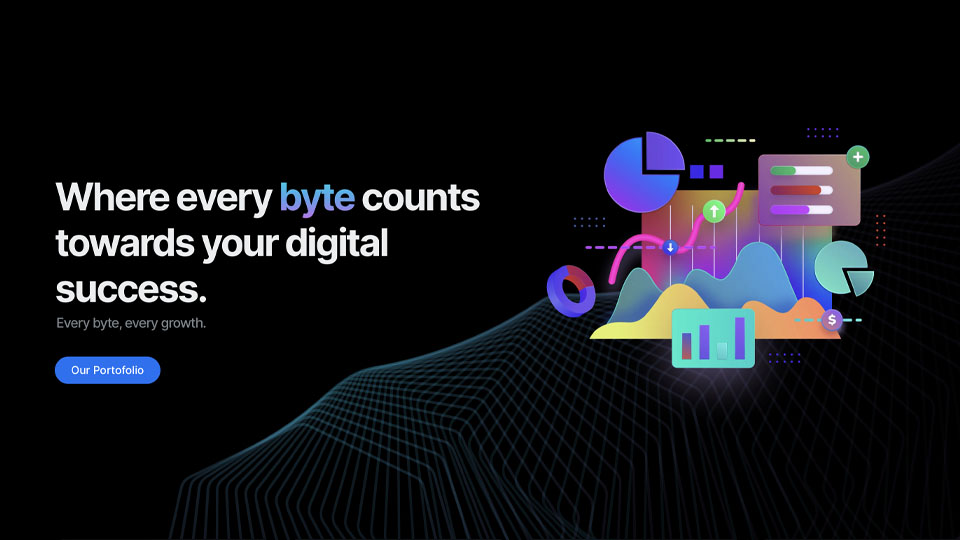 Where every byte counts
towards your digital
success.
Every byte, every growth.
Our Portofolio
$